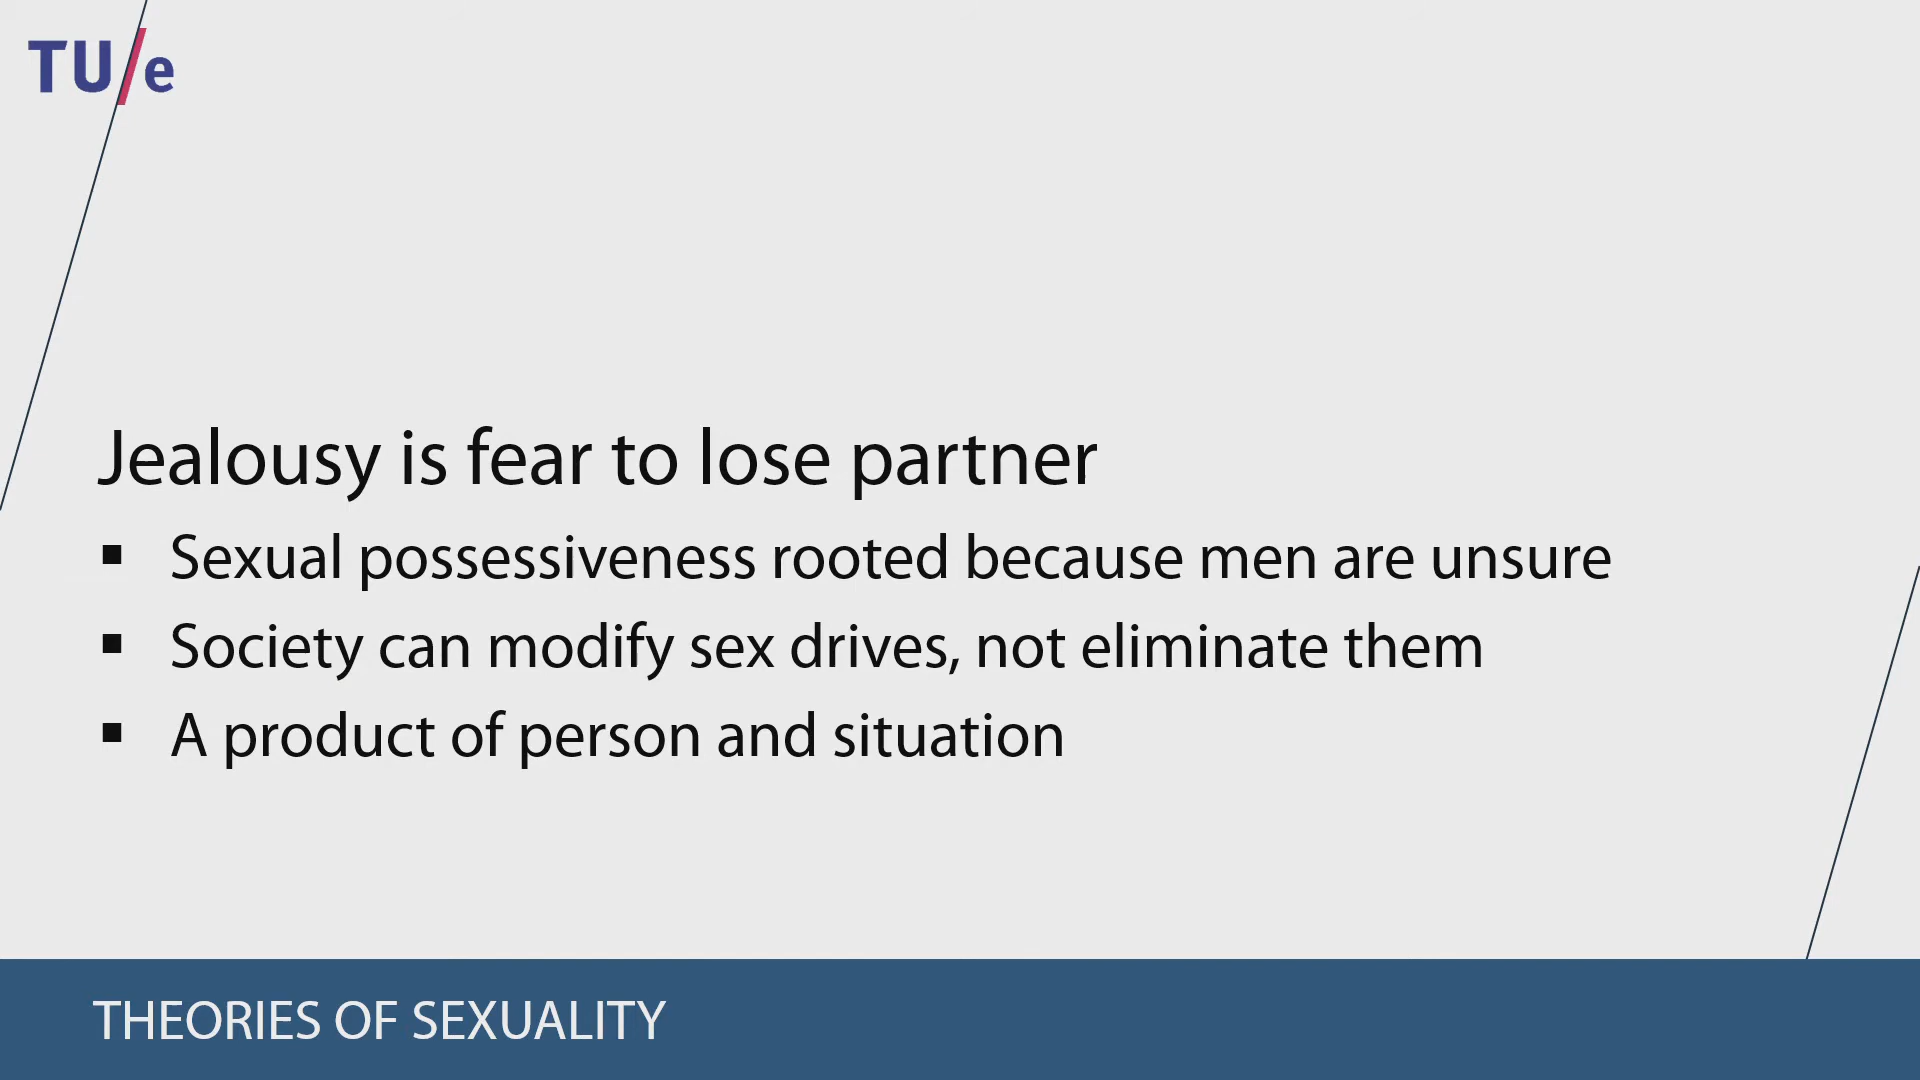 TU/e
Jealousy is fear to lose partner
▪ Sexual possessiveness rooted because men are unsure
▪ Society can modify sex drives, not eliminate them
▪ A product of person and situation
THEORIES OF SEXUALITY